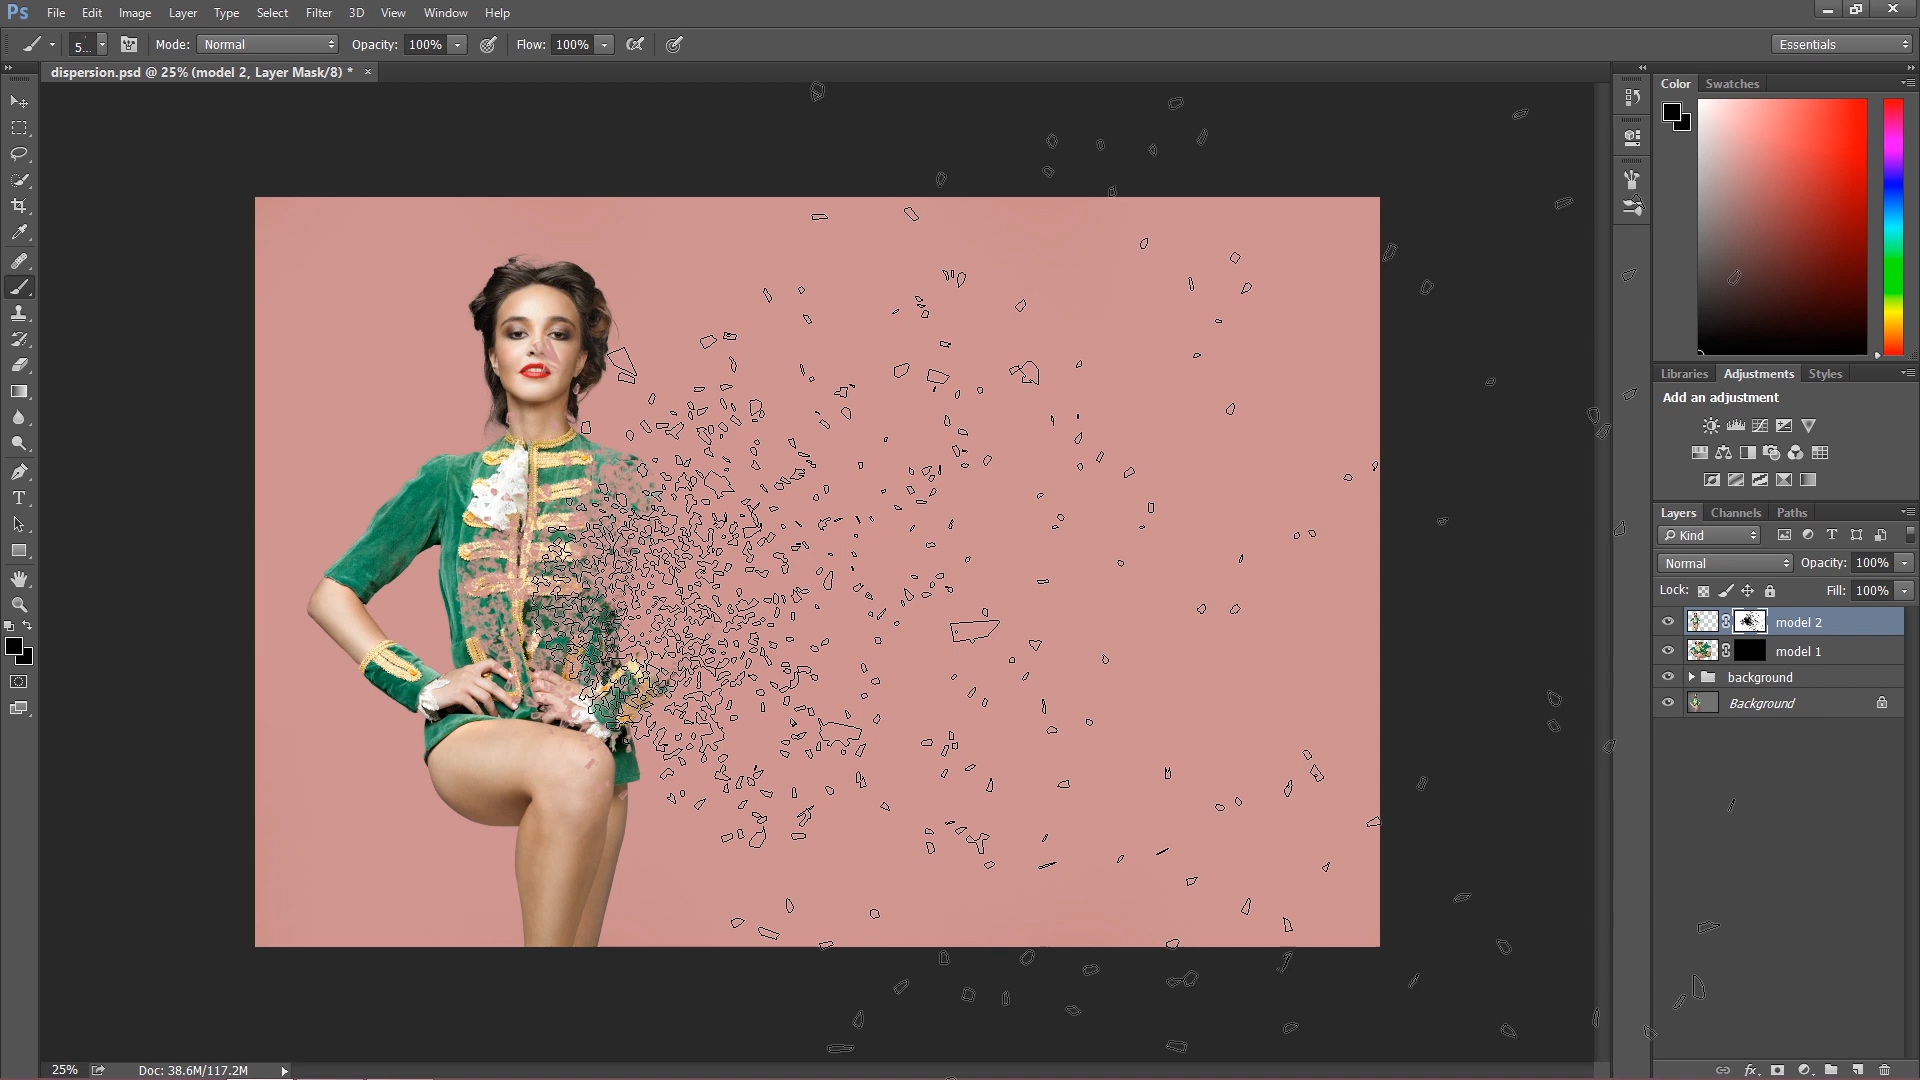 Ps File Edit Image Layer Type Select Filter 3D View Window Help
5... Mode: Normal Opacity: 100% Flow: 100% Essentials
dispersion.psd @ 25% (model 2, Layer Mask/8) * ×
Color Swatches
Libraries Adjustments Styles
Add an adjustment
Layers Channels Paths
Kind T
Normal Opacity: 100%
Lock: Fill: 100%
model 2
model 1
background
Background
fx
25% Doc: 38.6M/117.2M